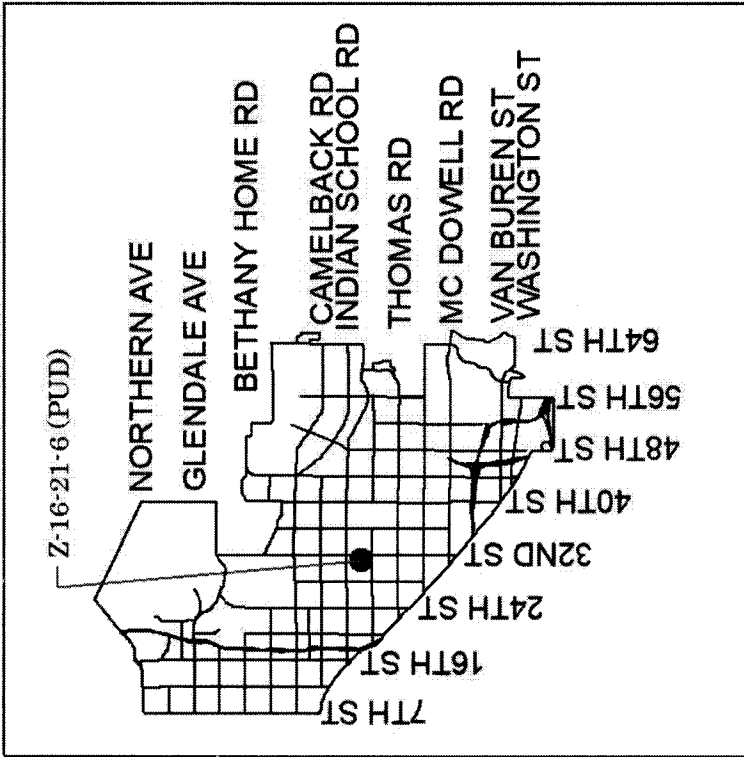 Z-16-21-6 (PUD)
NORTHERN AVE
GLENDALE AVE
BETHANY HOME RD
CAMELBACK RD
INDIAN SCHOOL RD
THOMAS RD
MC DOWELL RD
VAN BUREN ST
WASHINGTON ST
7TH ST
16TH ST
24TH ST
32ND ST
40TH ST
48TH ST
56TH ST
64TH ST